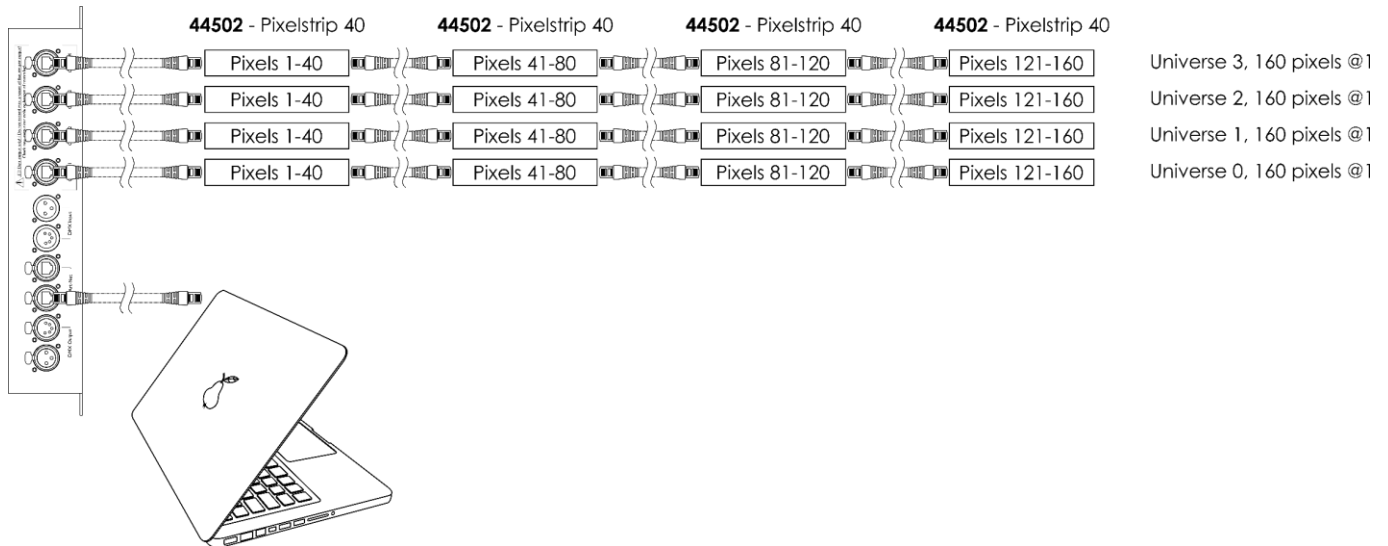 44502 - Pixelstrip 40 44502 - Pixelstrip 40 44502 - Pixelstrip 40 44502 - Pixelstrip 40
Pixels 1-40 Pixels 41-80 Pixels 81-120 Pixels 121-160 Universe 3, 160 pixels @1
Pixels 1-40 Pixels 41-80 Pixels 81-120 Pixels 121-160 Universe 2, 160 pixels @1
Pixels 1-40 Pixels 41-80 Pixels 81-120 Pixels 121-160 Universe 1, 160 pixels @1
Pixels 1-40 Pixels 41-80 Pixels 81-120 Pixels 121-160 Universe 0, 160 pixels @1
DMX Output